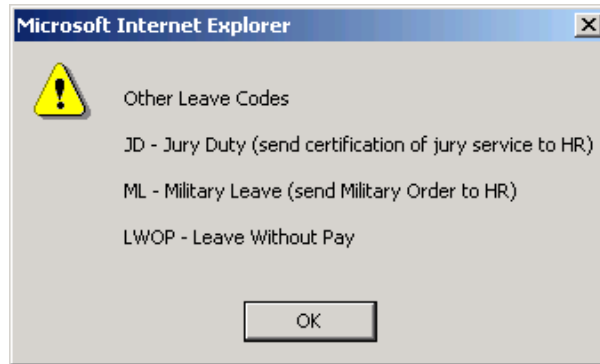 Microsoft Internet Explorer
Other Leave Codes
JD - Jury Duty (send certification of jury service to HR)
ML - Military Leave (send Military Order to HR)
LWOP - Leave Without Pay
OK